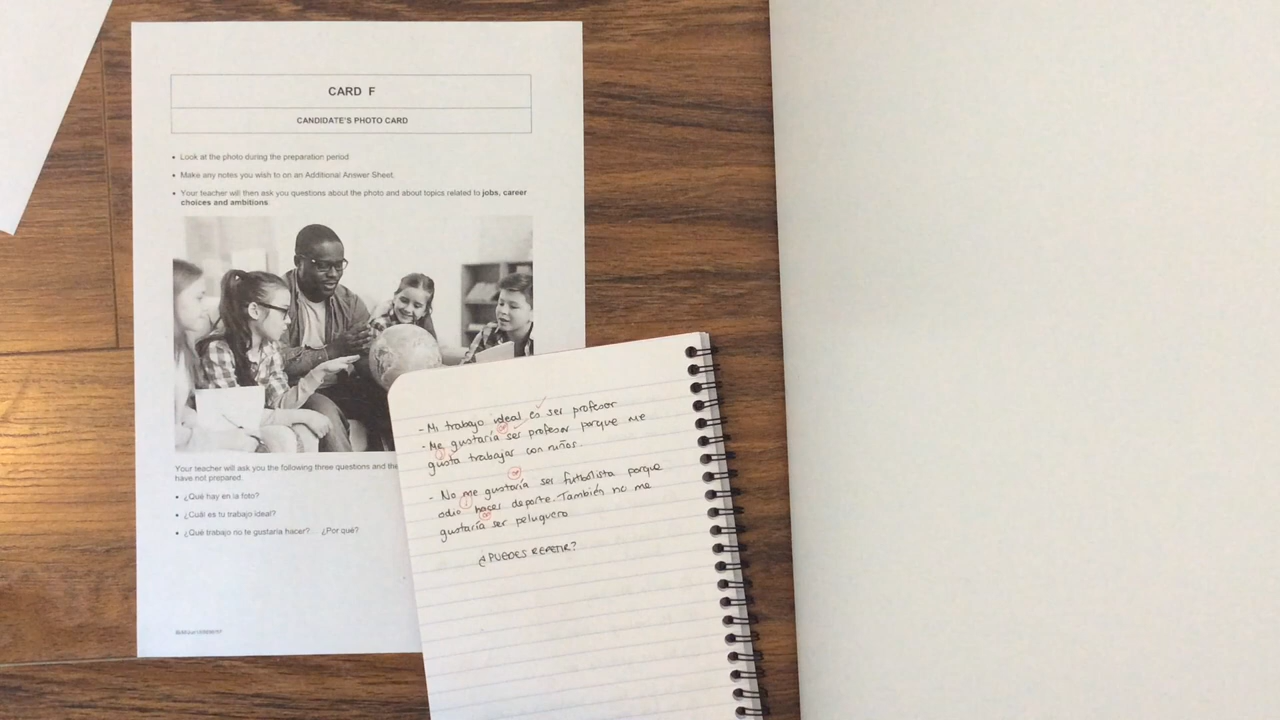 CARD F
CANDIDATE'S PHOTO CARD
• Look at the photo during the preparation period
• Make any notes you wish to on an Additional Answer Sheet.
• Your teacher will then ask you questions about the photo and about topics related to jobs, career
choices and ambitions.
Your teacher will ask you the following three questions and the
have not prepared.
• ¿Qué hay en la foto?
• ¿Cuál es tu trabajo ideal?
• ¿Qué trabajo no te gustaría hacer? ¿Por qué?
- Mi trabajo ideal es ser profesor
- Me gustaría ser profesor porque me
gusta trabajar con niños.
- No me gustaría ser futbolista porque
odio hacer deporte. También no me
gustaría ser peluquero
¿PUEDES REPETIR?